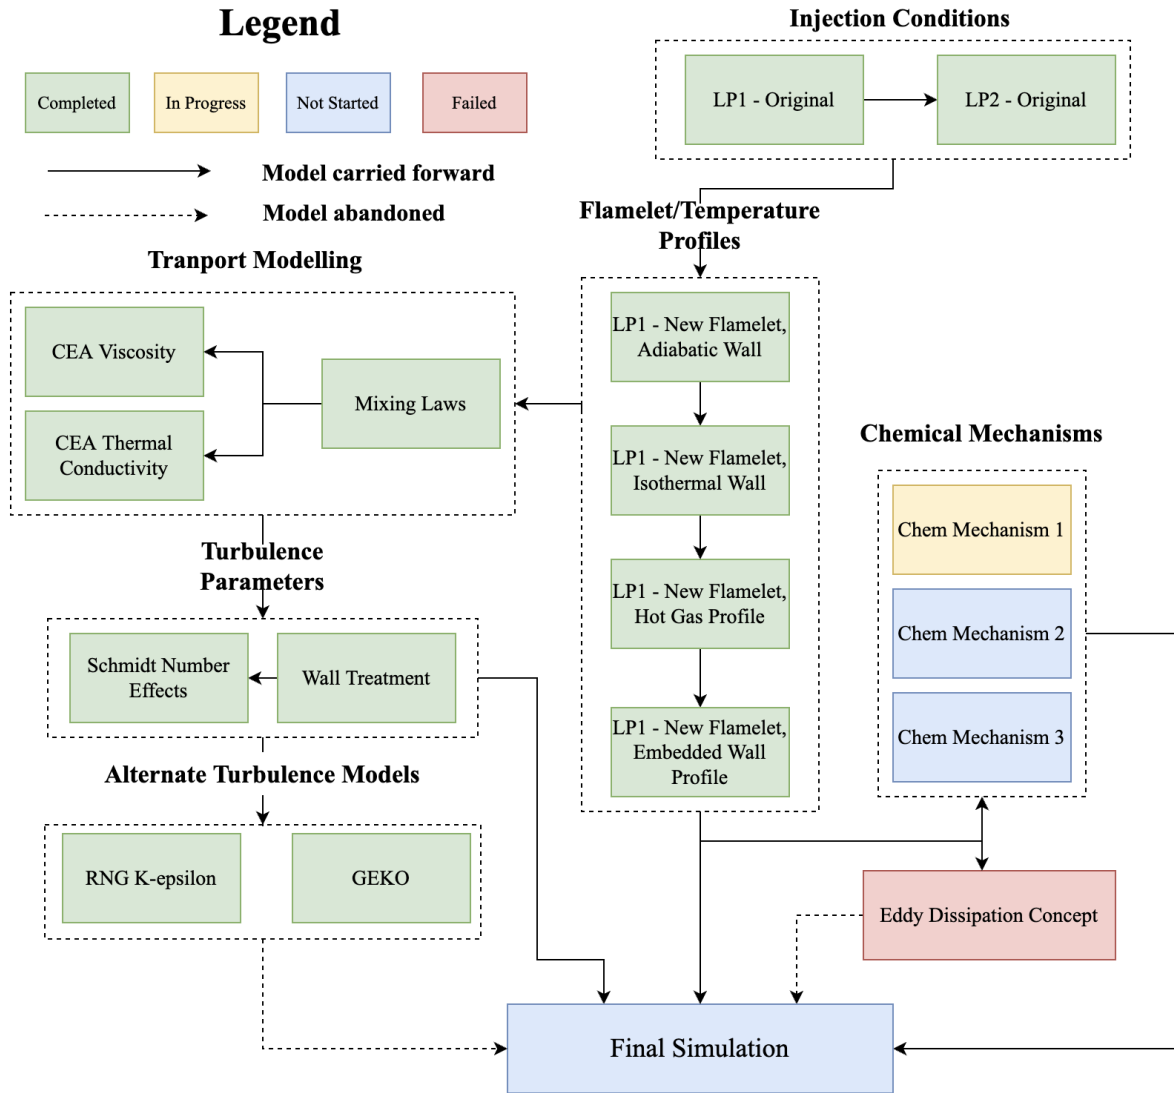 Legend
Completed
In Progress
Not Started
Failed
Model carried forward
Model abandoned
Injection Conditions
LP1 - Original
LP2 - Original
Flamelet/Temperature
Profiles
LP1 - New Flamelet,
Adiabatic Wall
LP1 - New Flamelet,
Isothermal Wall
LP1 - New Flamelet,
Hot Gas Profile
LP1 - New Flamelet,
Embedded Wall
Profile
Tranport Modelling
CEA Viscosity
CEA Thermal
Conductivity
Mixing Laws
Turbulence
Parameters
Schmidt Number
Effects
Wall Treatment
Alternate Turbulence Models
RNG K-epsilon
GEKO
Chemical Mechanisms
Chem Mechanism 1
Chem Mechanism 2
Chem Mechanism 3
Eddy Dissipation Concept
Final Simulation